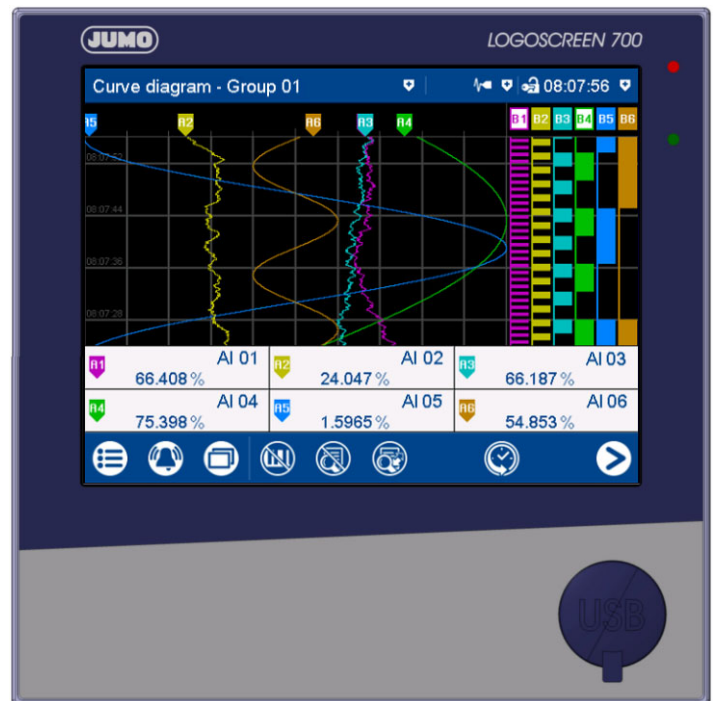 JUMO
LOGOSCREEN 700
Curve diagram - Group 01
08:07:56
A5 A2 A6 A3 A4 B1 B2 B3 B4 B5 B6
08:07:52
08:07:44
08:07:36
08:07:28
A1 AI 01 A2 AI 02 A3 AI 03
66.408 % 24.047 % 66.187 %
A4 AI 04 A5 AI 05 A6 AI 06
75.398 % 1.5965 % 54.853 %
USB